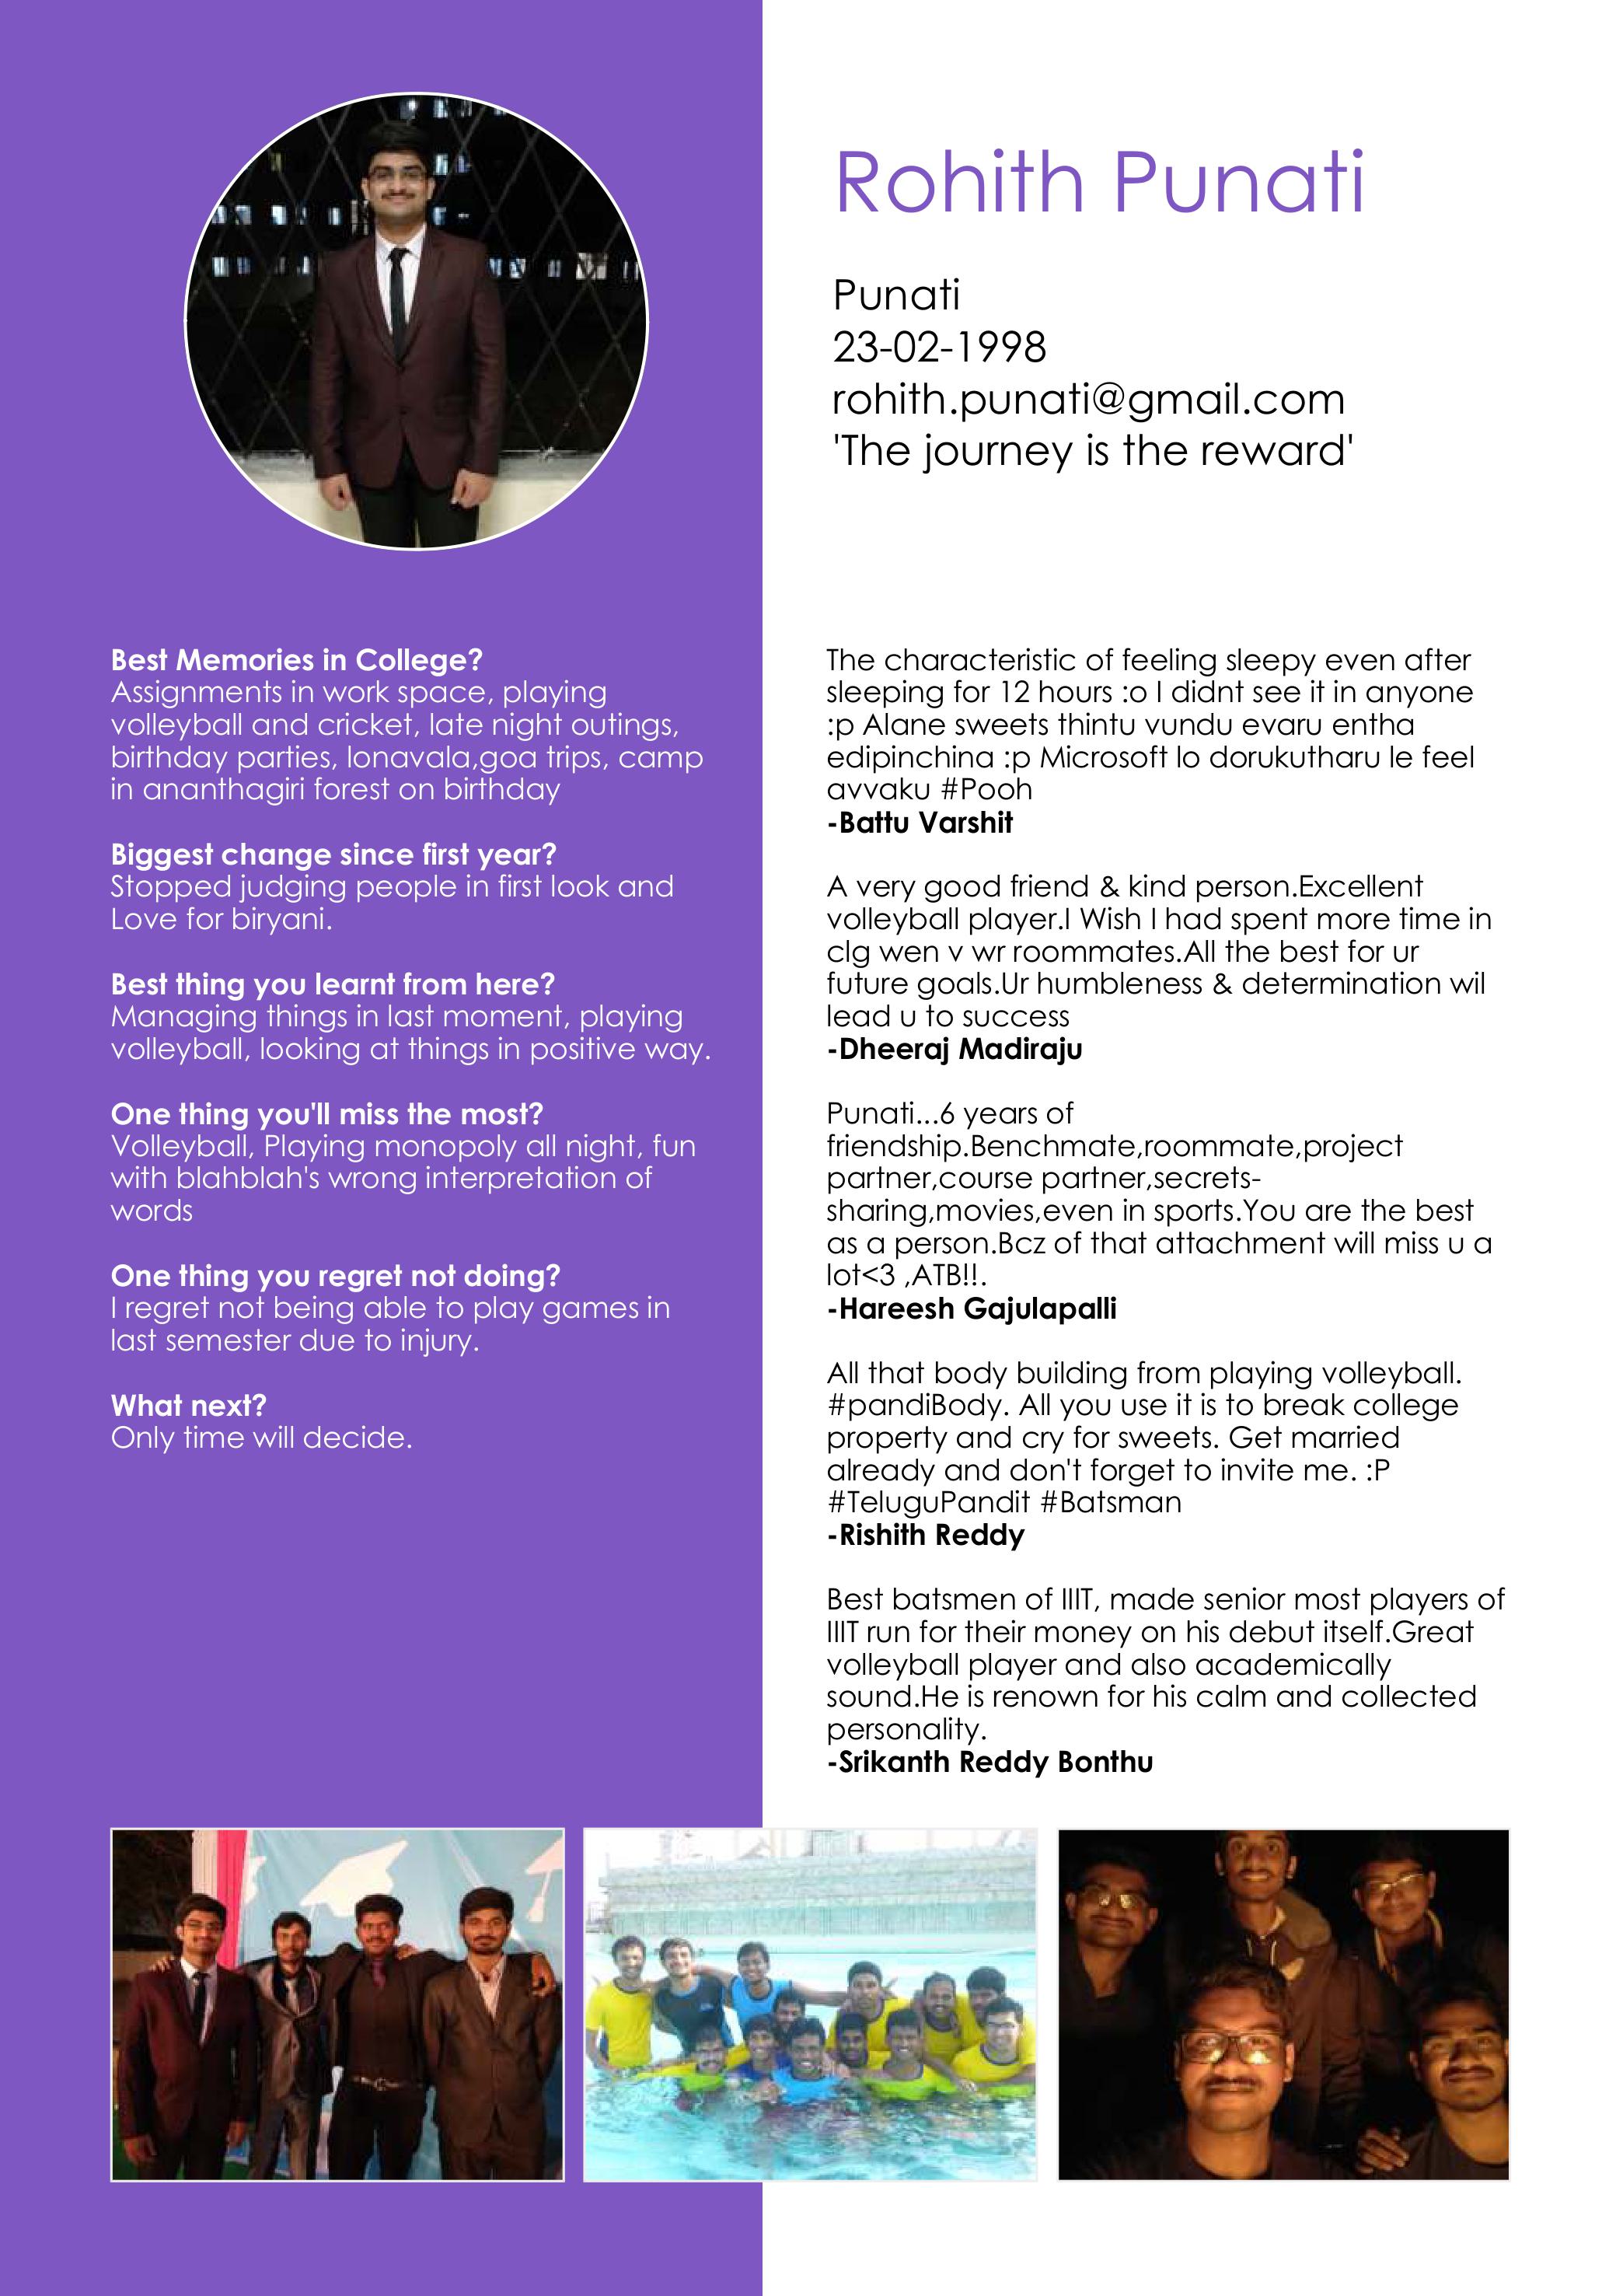 Rohith Punati
Punati
23-02-1998
rohith.punati@gmail.com
'The journey is the reward'
Best Memories in College?
Assignments in work space, playing
volleyball and cricket, late night outings,
birthday parties, lonavala,goa trips, camp
in ananthagiri forest on birthday
Biggest change since first year?
Stopped judging people in first look and
Love for biryani.
Best thing you learnt from here?
Managing things in last moment, playing
volleyball, looking at things in positive way.
One thing you'll miss the most?
Volleyball, Playing monopoly all night, fun
with blahblah's wrong interpretation of
words
One thing you regret not doing?
I regret not being able to play games in
last semester due to injury.
What next?
Only time will decide.
The characteristic of feeling sleepy even after
sleeping for 12 hours :o I didnt see it in anyone
:p Alane sweets thintu vundu evaru entha
edipinchina :p Microsoft lo dorukutharu le feel
avvaku #Pooh
-Battu Varshit
A very good friend & kind person.Excellent
volleyball player.I Wish I had spent more time in
clg wen v wr roommates.All the best for ur
future goals.Ur humbleness & determination wil
lead u to success
-Dheeraj Madiraju
Punati...6 years of
friendship.Benchmate,roommate,project
partner,course partner,secrets-
sharing,movies,even in sports.You are the best
as a person.Bcz of that attachment will miss u a
lot<3 ,ATB!!.
-Hareesh Gajulapalli
All that body building from playing volleyball.
#pandiBody. All you use it is to break college
property and cry for sweets. Get married
already and don't forget to invite me. :P
#TeluguPandit #Batsman
-Rishith Reddy
Best batsmen of IIIT, made senior most players of
IIIT run for their money on his debut itself.Great
volleyball player and also academically
sound.He is renown for his calm and collected
personality.
-Srikanth Reddy Bonthu